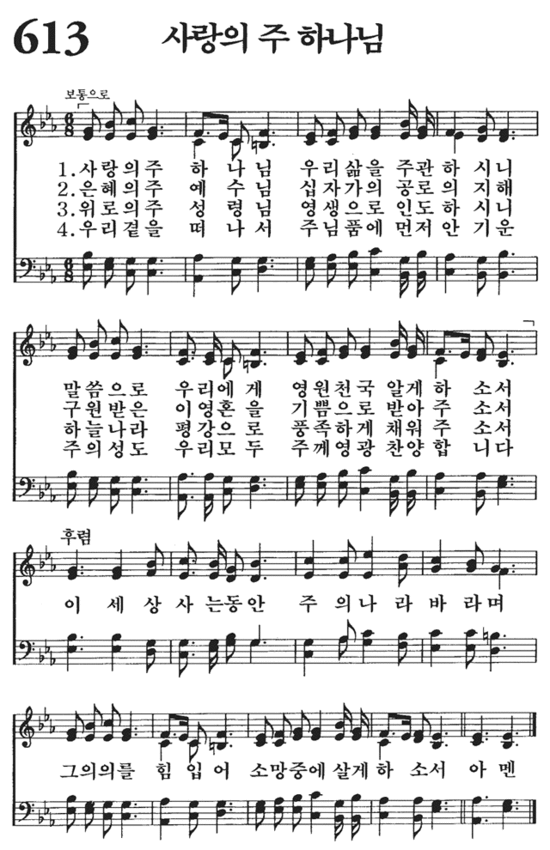 613 사랑의 주 하나님
보통으로
1.사랑의주 하 나 님 우리삶을 주관 하 시니
2.은혜의주 예 수 님 십자가의 공로의 지해
3.위로의주 성 령 님 영생으로 인도하 시니
4.우리곁을 떠 나 서 주님품에 먼저 안 기운
말씀으로 우리에 게 영원천국 알게 하 소서
구원받은 이영혼 을 기쁨으로 받아 주 소서
하늘나라 평강으 로 풍족하게 채워 주 소서
주의성도 우리모 두 주께영광 찬양 합 니다
후렴
이 세 상 사 는동안 주 의 나 라 바 라 며
그의의를 힘 입 어 소망중에 살게 하 소서 아 멘